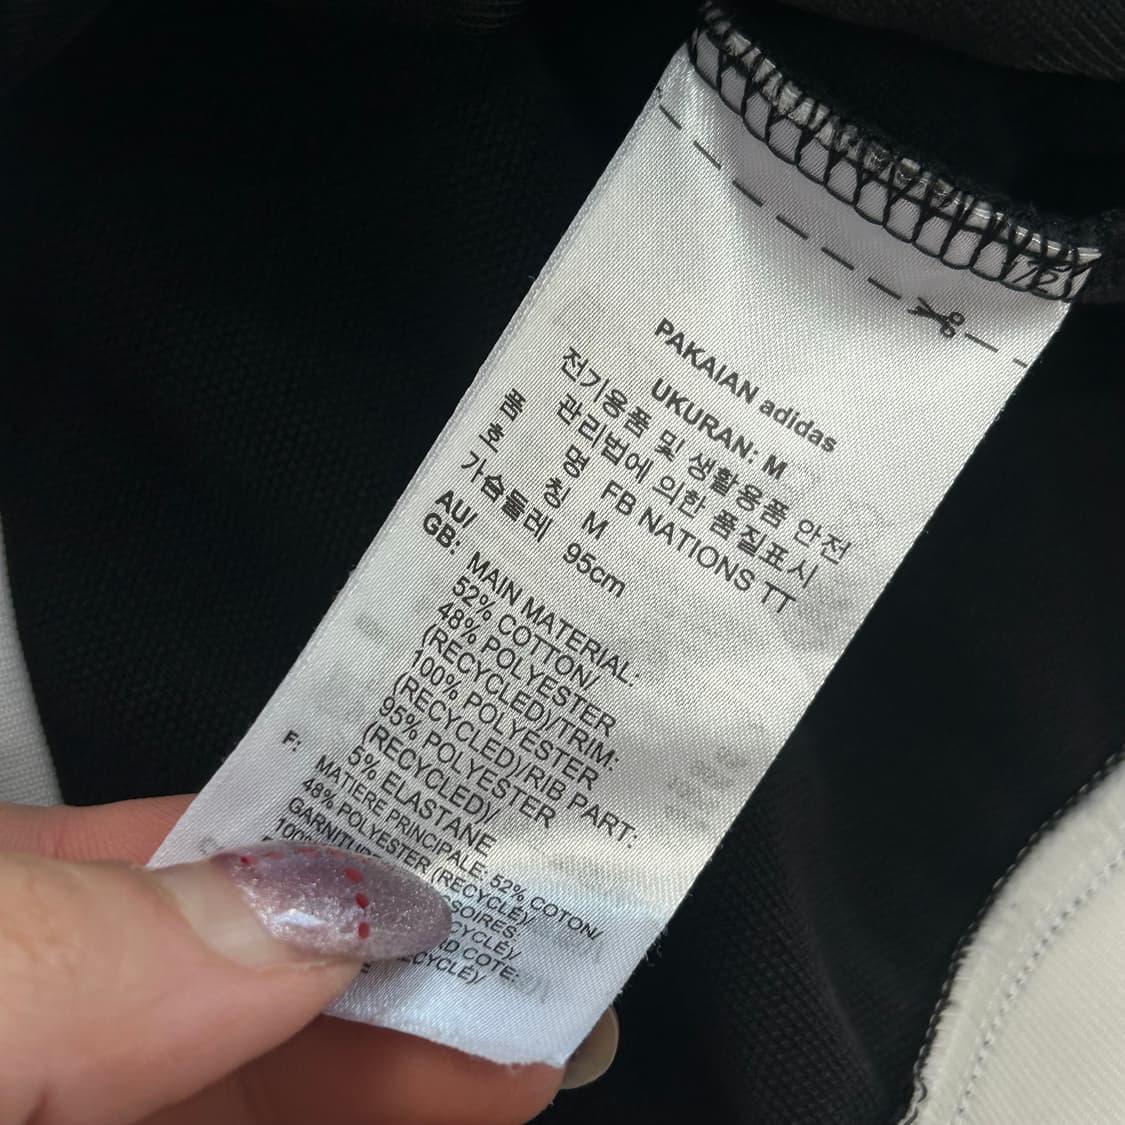 PAKAIAN adidas
UKURAN: M
전기용품 및 생활용품 안전
관리법에 의한 품질표시
품 명 FB NATIONS TT
호 칭 M
가슴둘레 95cm
AU/
GB: MAIN MATERIAL:
52% COTTON/
48% POLYESTER
(RECYCLED)/TRIM:
100% POLYESTER
(RECYCLED)/RIB PART:
95% POLYESTER
(RECYCLED)/
5% ELASTANE
F: MATIÈRE PRINCIPALE: 52% COTON/
48% POLYESTER (RECYCLÉ)/